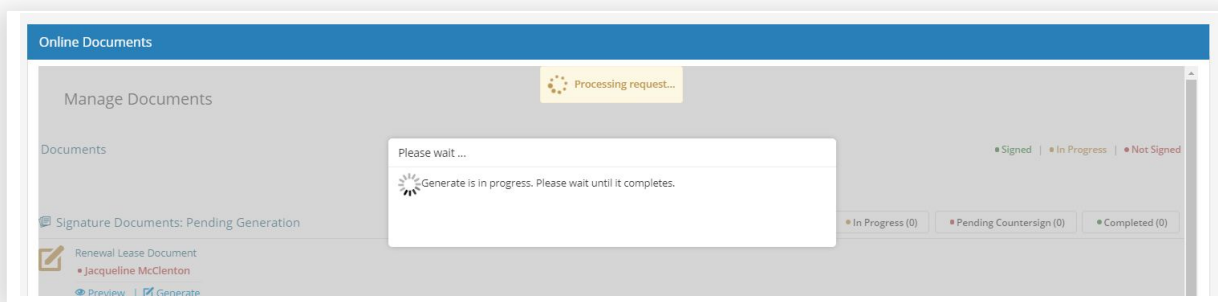 Online Documents
Processing request...
Manage Documents
Please wait ...
Documents
Signed | In Progress | Not Signed
Generate is in progress. Please wait until it completes.
Signature Documents: Pending Generation
In Progress (0) Pending Countersign (0) Completed (0)
Renewal Lease Document
Jacqueline McClenton
Preview | Generate